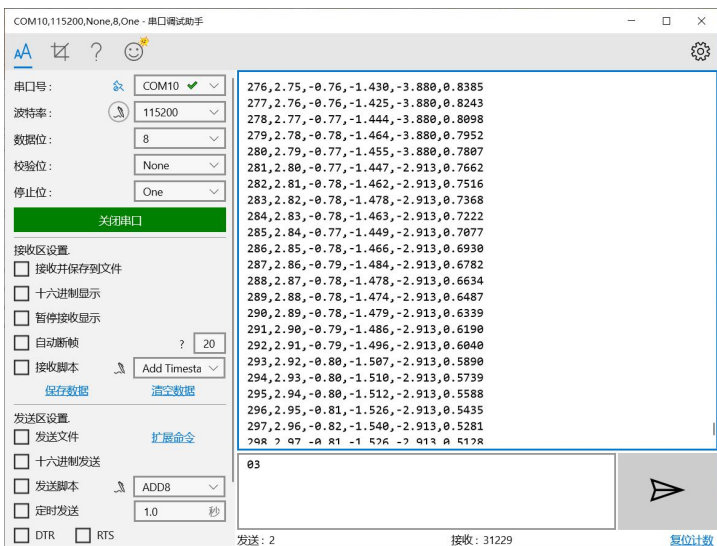 COM10,115200,None,8,One - 串口调试助手
AA
串口号: COM10
波特率: 115200
数据位: 8
校验位: None
停止位: One
关闭串口
接收区设置
接收并保存到文件
十六进制显示
暂停接收显示
自动断帧 ? 20
接收脚本 Add Timesta
保存数据 清空数据
发送区设置
发送文件 扩展命令
十六进制发送
发送脚本 ADD8
定时发送 1.0 秒
DTR RTS
276,2.75,-0.76,-1.430,-3.880,0.8385
277,2.76,-0.76,-1.425,-3.880,0.8243
278,2.77,-0.77,-1.444,-3.880,0.8098
279,2.78,-0.78,-1.464,-3.880,0.7952
280,2.79,-0.77,-1.455,-3.880,0.7807
281,2.80,-0.77,-1.447,-2.913,0.7662
282,2.81,-0.78,-1.462,-2.913,0.7516
283,2.82,-0.78,-1.478,-2.913,0.7368
284,2.83,-0.78,-1.463,-2.913,0.7222
285,2.84,-0.77,-1.449,-2.913,0.7077
286,2.85,-0.78,-1.466,-2.913,0.6930
287,2.86,-0.79,-1.484,-2.913,0.6782
288,2.87,-0.78,-1.478,-2.913,0.6634
289,2.88,-0.78,-1.474,-2.913,0.6487
290,2.89,-0.78,-1.479,-2.913,0.6339
291,2.90,-0.79,-1.486,-2.913,0.6190
292,2.91,-0.79,-1.496,-2.913,0.6040
293,2.92,-0.80,-1.507,-2.913,0.5890
294,2.93,-0.80,-1.510,-2.913,0.5739
295,2.94,-0.80,-1.512,-2.913,0.5588
296,2.95,-0.81,-1.526,-2.913,0.5435
297,2.96,-0.82,-1.540,-2.913,0.5281
298,2.97,-0.81,-1.526,-2.913,0.5128
03
发送: 2 接收: 31229 复位计数